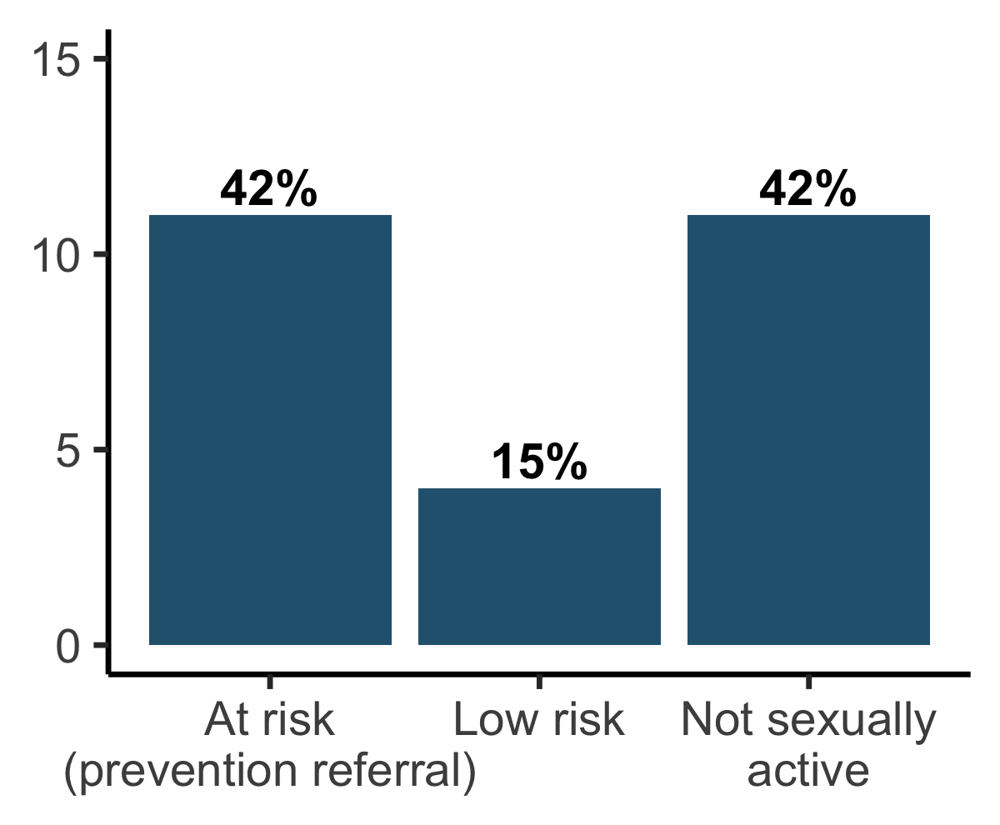 15
42%
42%
10
15%
5
0
At risk
(prevention referral)
Low risk
Not sexually
active